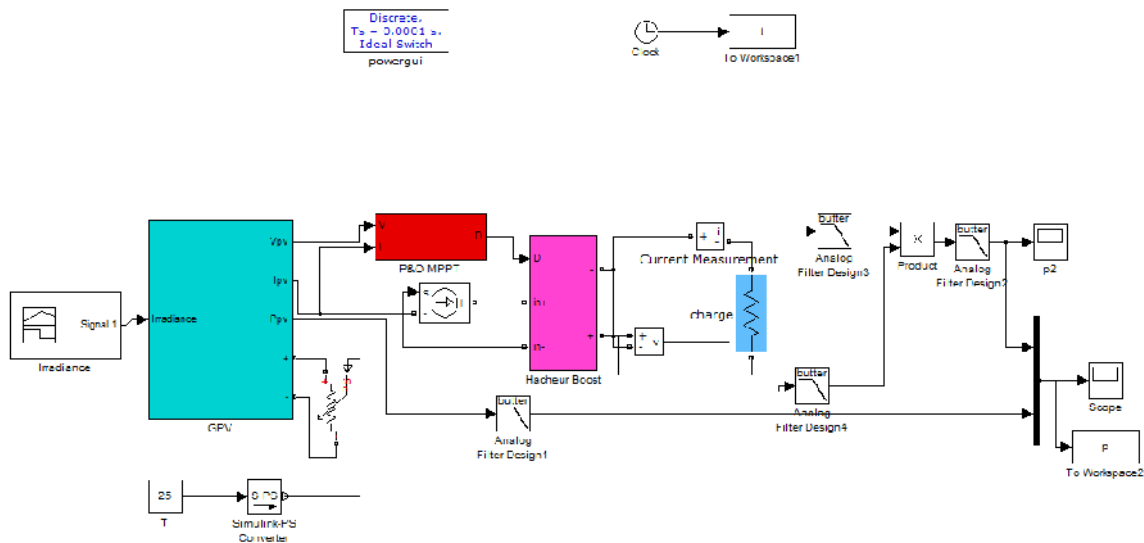 Discrete,
Ts = 0.0001 s.
Ideal Switch
powergui
Clock
To Workspace1
Vpv
Ipv
Ppv
+
-
Irradiance
GPV
Signal 1
Irradiance
V
I
D
P&O MPPT
s
-
D
in+
in-
-
+
Hacheur Boost
+
i
-
Current Measurement
charge
+
-
v
butter
Analog
Filter Design3
×
Product
butter
Analog
Filter Design2
p2
butter
Analog
Filter Design4
butter
Analog
Filter Design1
Scope
P
To Workspace2
25
T
S PS
Simulink-PS
Converter